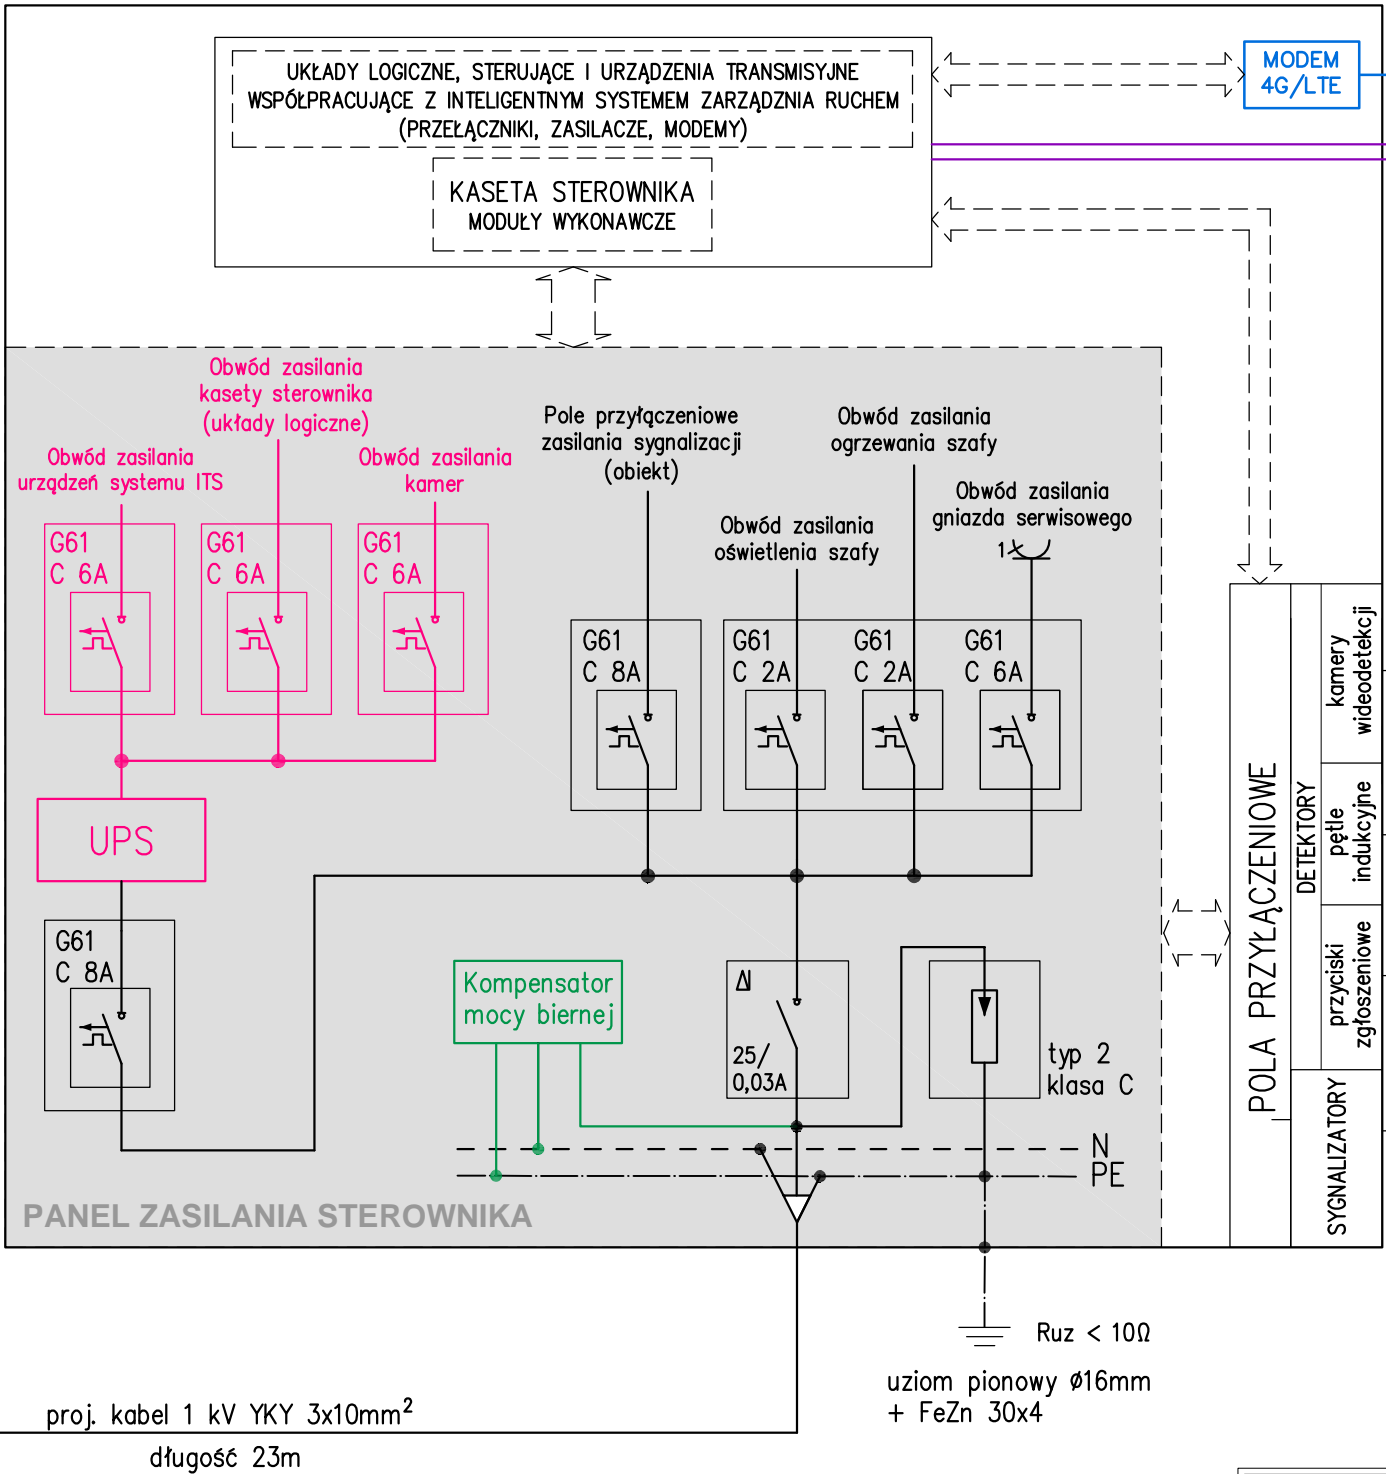 UKŁADY LOGICZNE, STERUJĄCE I URZĄDZENIA TRANSMISYJNE
WSPÓŁPRACUJĄCE Z INTELIGENTNYM SYSTEMEM ZARZĄDZNIA RUCHEM
(PRZEŁĄCZNIKI, ZASILACZE, MODEMY)
KASETA STEROWNIKA
MODUŁY WYKONAWCZE
MODEM
4G/LTE
Obwód zasilania
kasety sterownika
(układy logiczne)
Obwód zasilania
urządzeń systemu ITS
Obwód zasilania
kamer
Pole przyłączeniowe
zasilania sygnalizacji
(obiekt)
Obwód zasilania
ogrzewania szafy
Obwód zasilania
oświetlenia szafy
Obwód zasilania
gniazda serwisowego
1
G61
C 6A
G61
C 6A
G61
C 6A
G61
C 8A
G61
C 2A
G61
C 2A
G61
C 6A
UPS
G61
C 8A
Kompensator
mocy biernej
ΔI
25/
0,03A
typ 2
klasa C
N
PE
PANEL ZASILANIA STEROWNIKA
POLA PRZYŁĄCZENIOWE
DETEKTORY
kamery
wideodetekcji
pętle
indukcyjne
przyciski
zgłoszeniowe
SYGNALIZATORY
Ruz < 10Ω
uziom pionowy ø16mm
+ FeZn 30x4
proj. kabel 1 kV YKY 3x10mm²
długość 23m